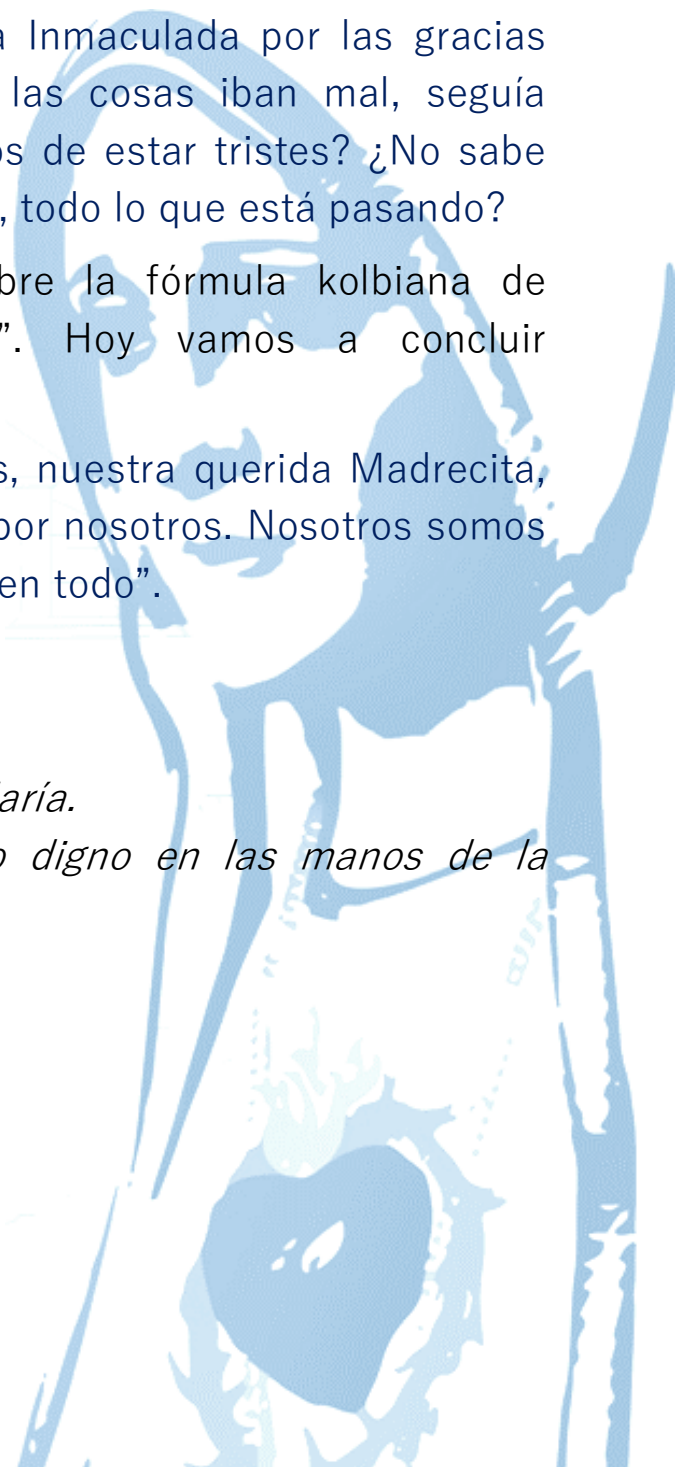 a Inmaculada por las gracias
las cosas iban mal, seguía
os de estar tristes? ¿No sabe
, todo lo que está pasando?
bre la fórmula kolbiana de
”. Hoy vamos a concluir
s, nuestra querida Madrecita,
por nosotros. Nosotros somos
en todo”.
aría.
o digno en las manos de la